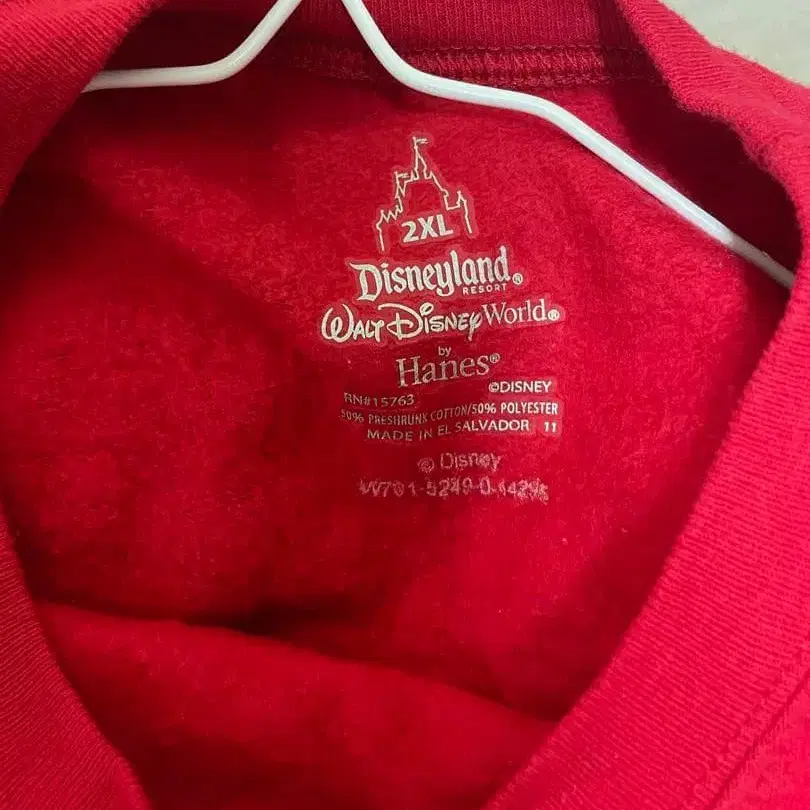 2XL
Disneyland®
RESORT
WALT DISNEY World®
by
Hanes®
©DISNEY
RN#15763
50% PRESHRUNK COTTON/50% POLYESTER
MADE IN EL SALVADOR 11
© Disney